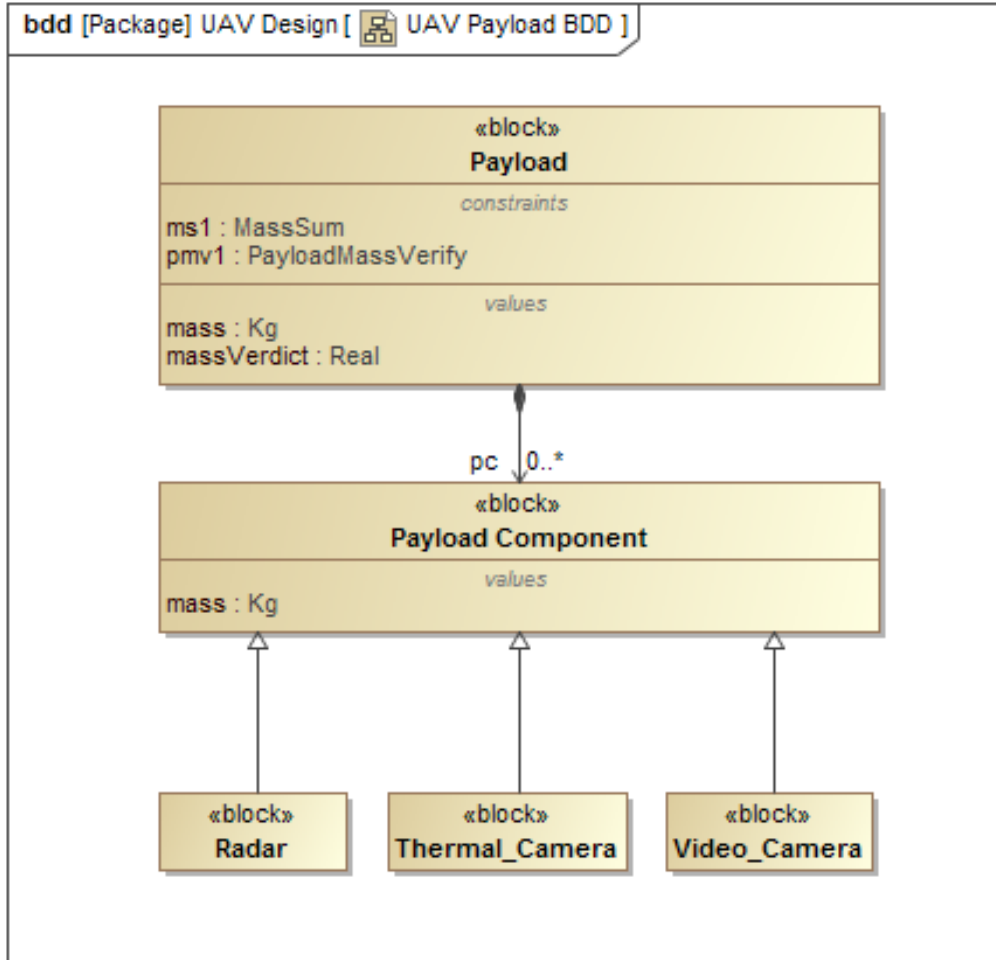 bdd [Package] UAV Design [ UAV Payload BDD ]
«block»
Payload
constraints
ms1 : MassSum
pmv1 : PayloadMassVerify
values
mass : Kg
massVerdict : Real
pc 0..*
«block»
Payload Component
values
mass : Kg
«block»
Radar
«block»
Thermal_Camera
«block»
Video_Camera